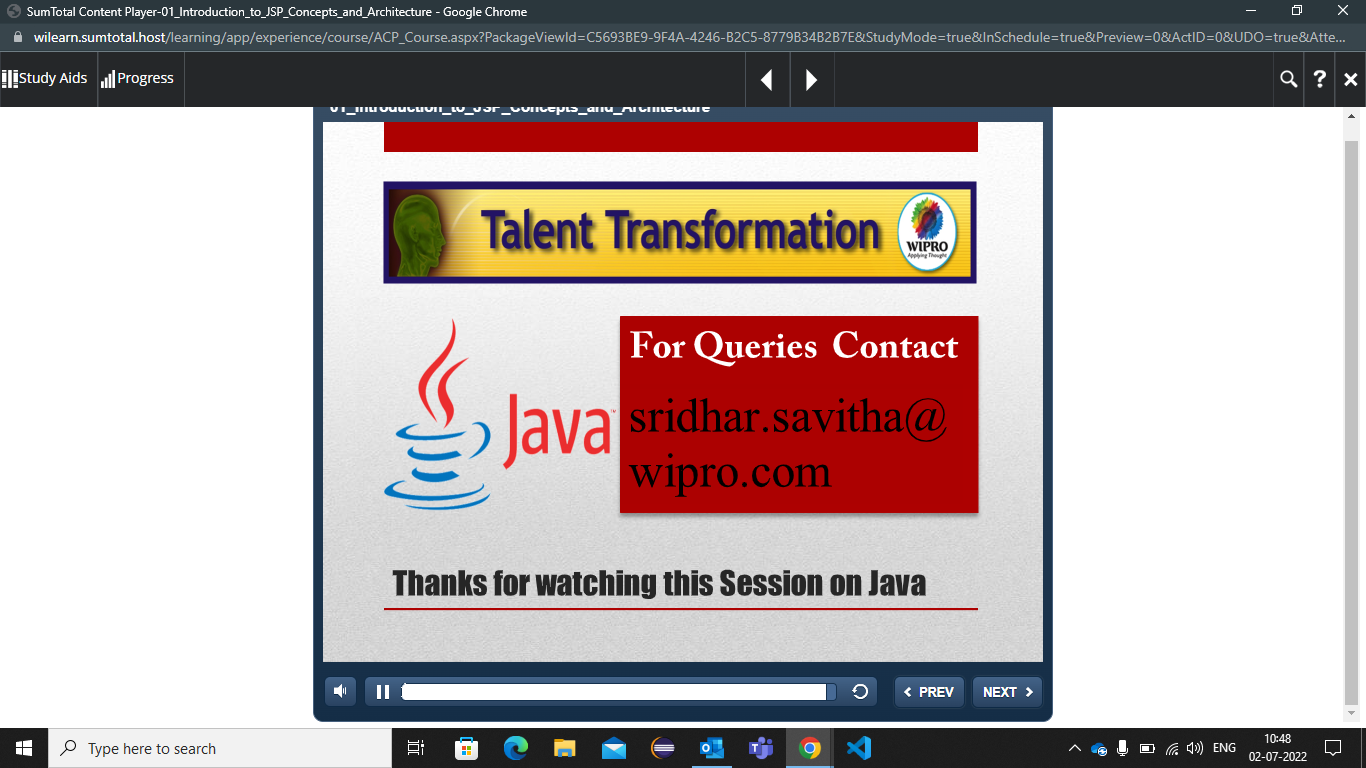 SumTotal Content Player-01_Introduction_to_JSP_Concepts_and_Architecture - Google Chrome
wilearn.sumtotal.host/learning/app/experience/course/ACP_Course.aspx?PackageViewId=C5693BE9-9F4A-4246-B2C5-8779B34B2B7E&StudyMode=true&InSchedule=true&Preview=0&ActID=0&UDO=true&Atte...
Study Aids Progress ?
01_Introduction_to_JSP_Concepts_and_Architecture
Talent Transformation
WIPRO
Applying Thought
For Queries Contact
Java™
sridhar.savitha@
wipro.com
Thanks for watching this Session on Java
PREV NEXT
Type here to search
ENG
10:48
02-07-2022